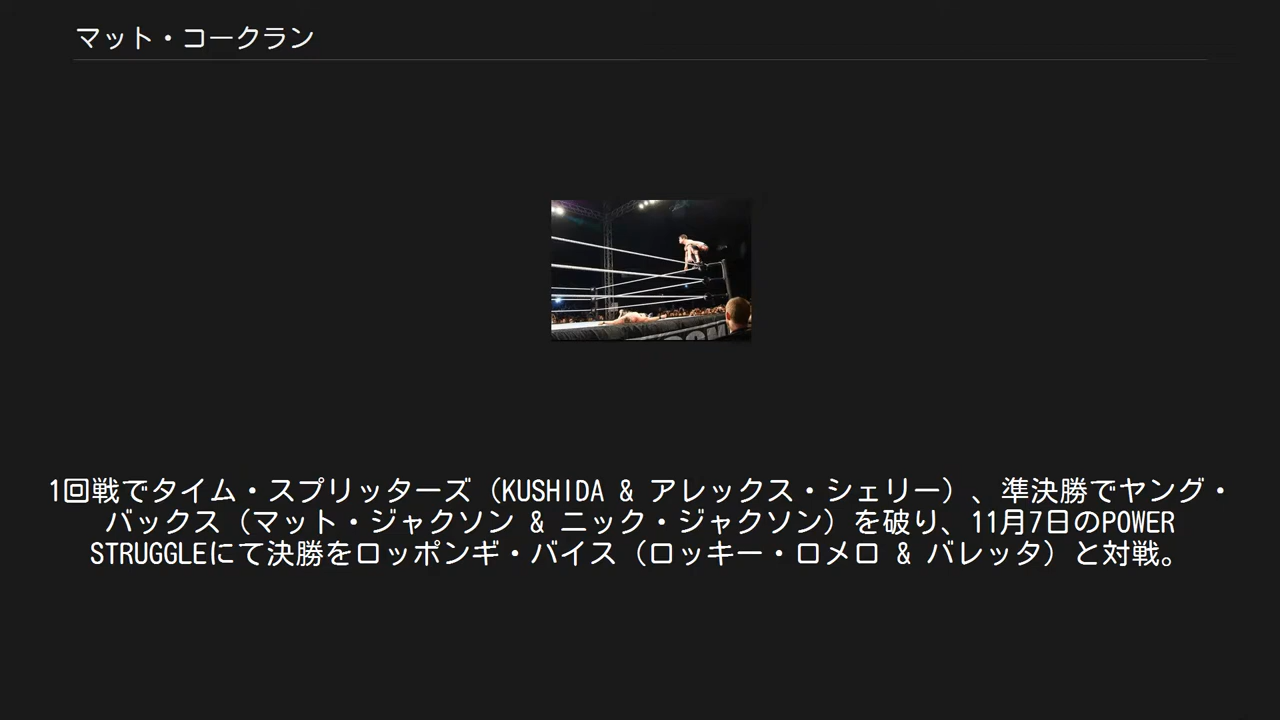 マット・コークラン
1回戦でタイム・スプリッターズ（KUSHIDA & アレックス・シェリー）、準決勝でヤング・
バックス（マット・ジャクソン & ニック・ジャクソン）を破り、11月7日のPOWER
STRUGGLEにて決勝をロッポンギ・バイス（ロッキー・ロメロ & バレッタ）と対戦。